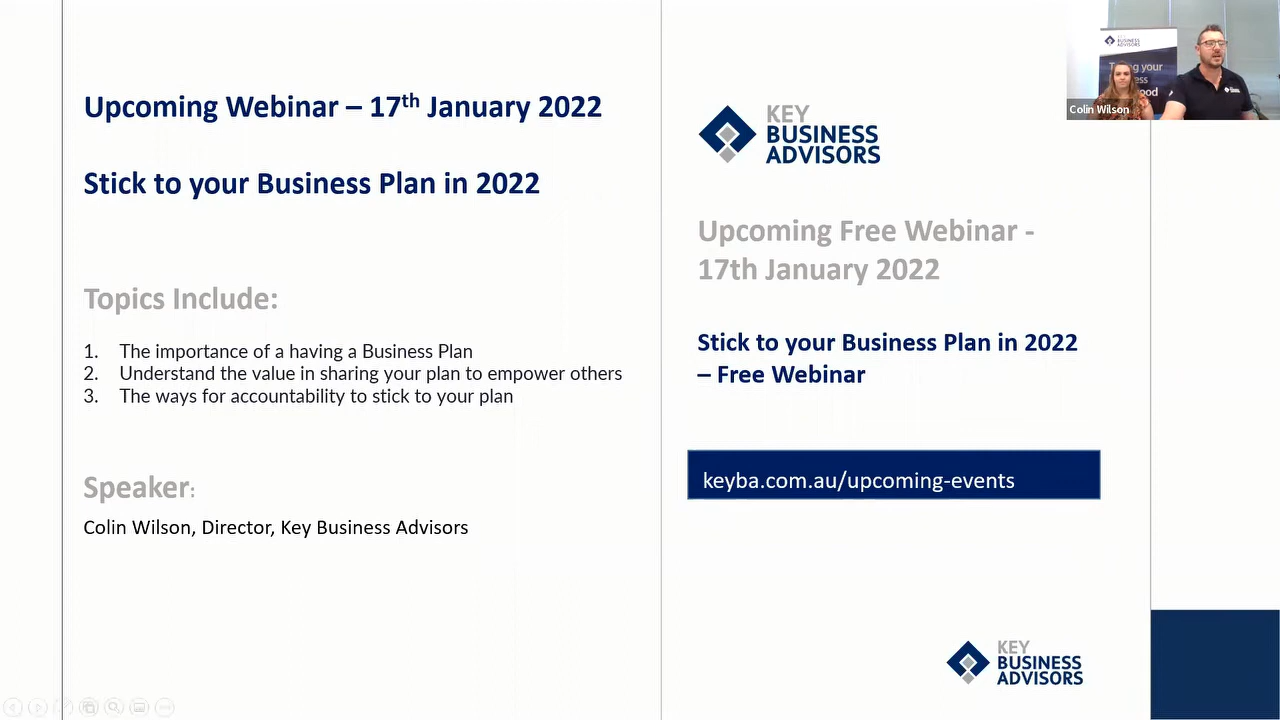 Upcoming Webinar – 17th January 2022
Stick to your Business Plan in 2022
Topics Include:
1. The importance of a having a Business Plan
2. Understand the value in sharing your plan to empower others
3. The ways for accountability to stick to your plan
Speaker:
Colin Wilson, Director, Key Business Advisors
KEY
BUSINESS
ADVISORS
Upcoming Free Webinar -
17th January 2022
Stick to your Business Plan in 2022
– Free Webinar
keyba.com.au/upcoming-events
KEY
BUSINESS
ADVISORS
BUSINESS
ADVISORS
your
Colin Wilson